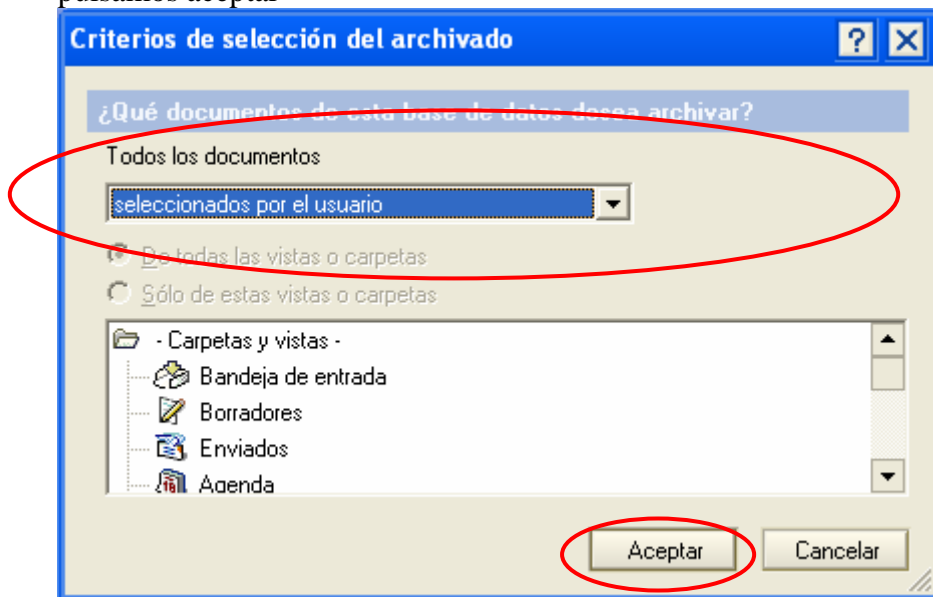 pulsamos aceptar
Criterios de selección del archivado
¿Qué documentos de esta base de datos desea archivar?
Todos los documentos
seleccionados por el usuario
De todas las vistas o carpetas
Sólo de estas vistas o carpetas
- Carpetas y vistas -
Bandeja de entrada
Borradores
Enviados
Agenda
Aceptar Cancelar